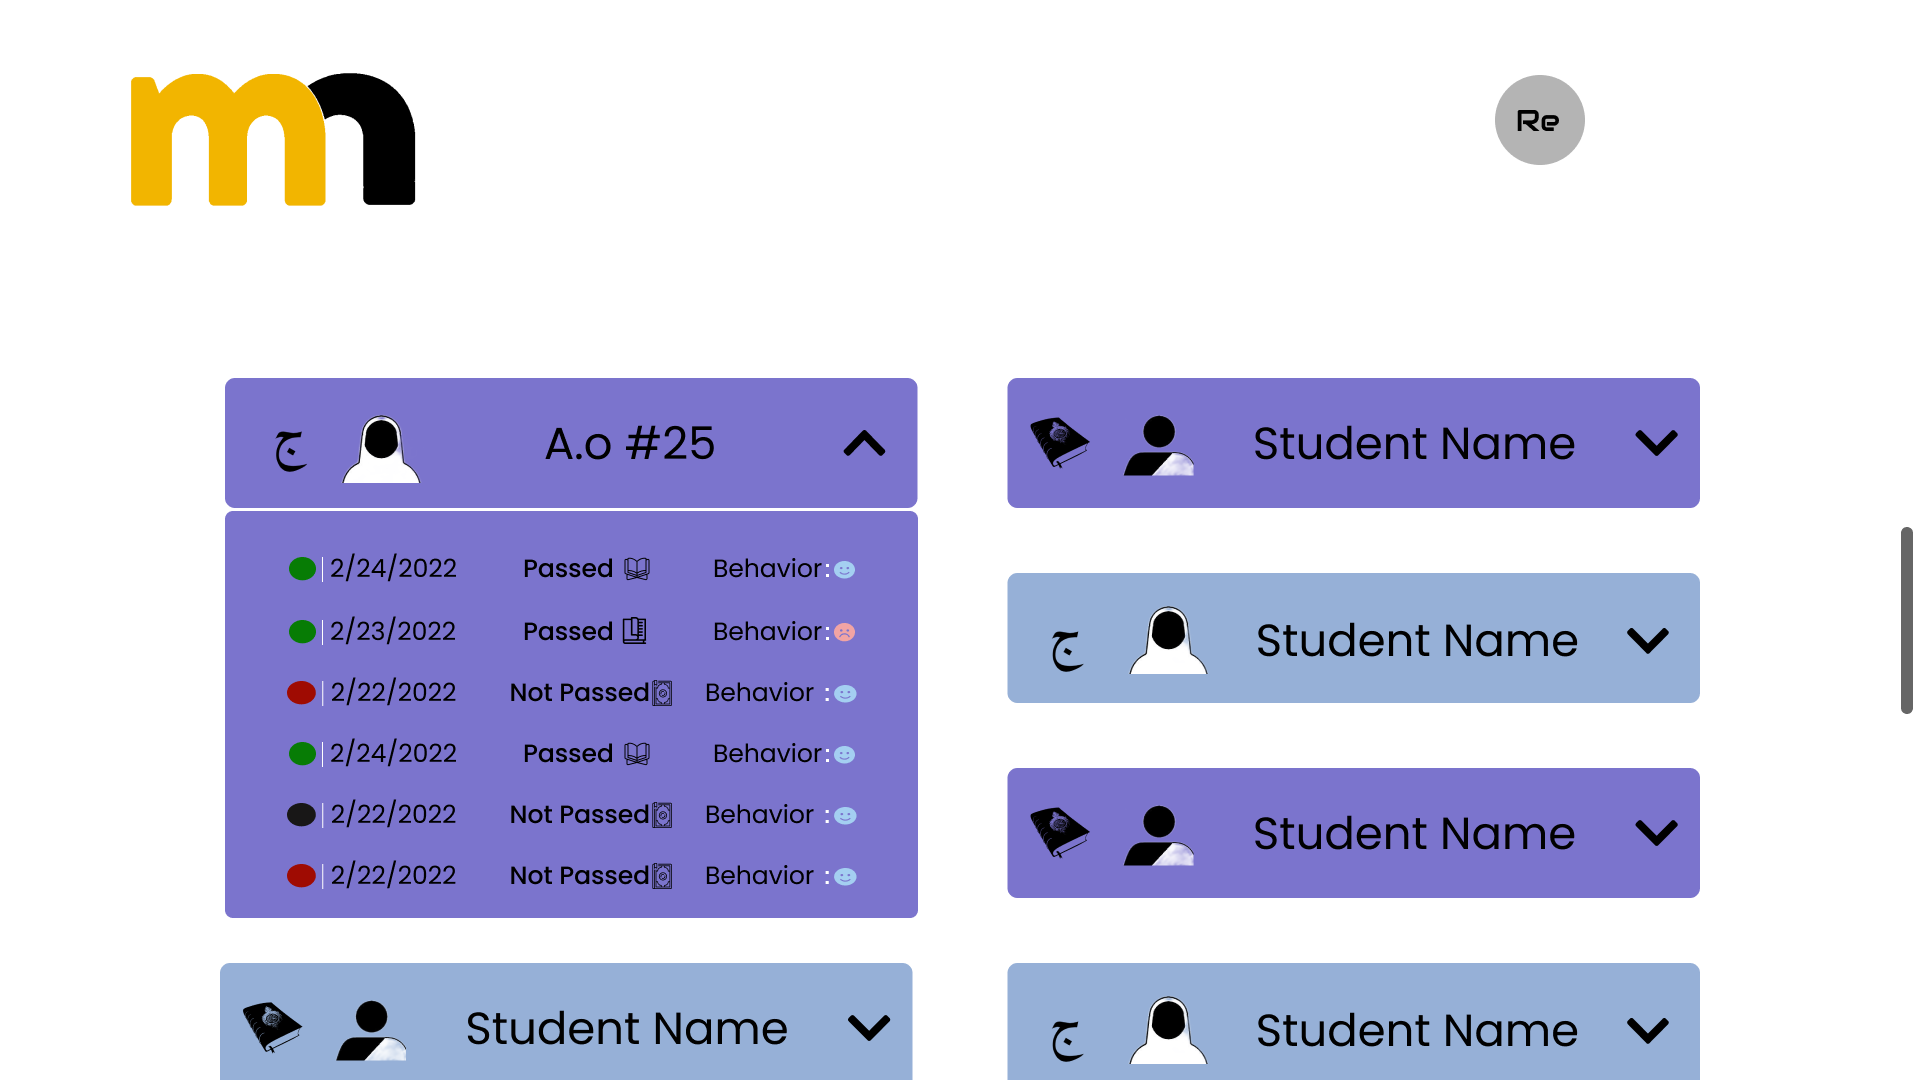 mn
Re
ج A.o #25
2/24/2022 Passed Behavior:
2/23/2022 Passed Behavior:
2/22/2022 Not Passed Behavior :
2/24/2022 Passed Behavior:
2/22/2022 Not Passed Behavior :
2/22/2022 Not Passed Behavior :
Student Name
Student Name
ج Student Name
Student Name
ج Student Name